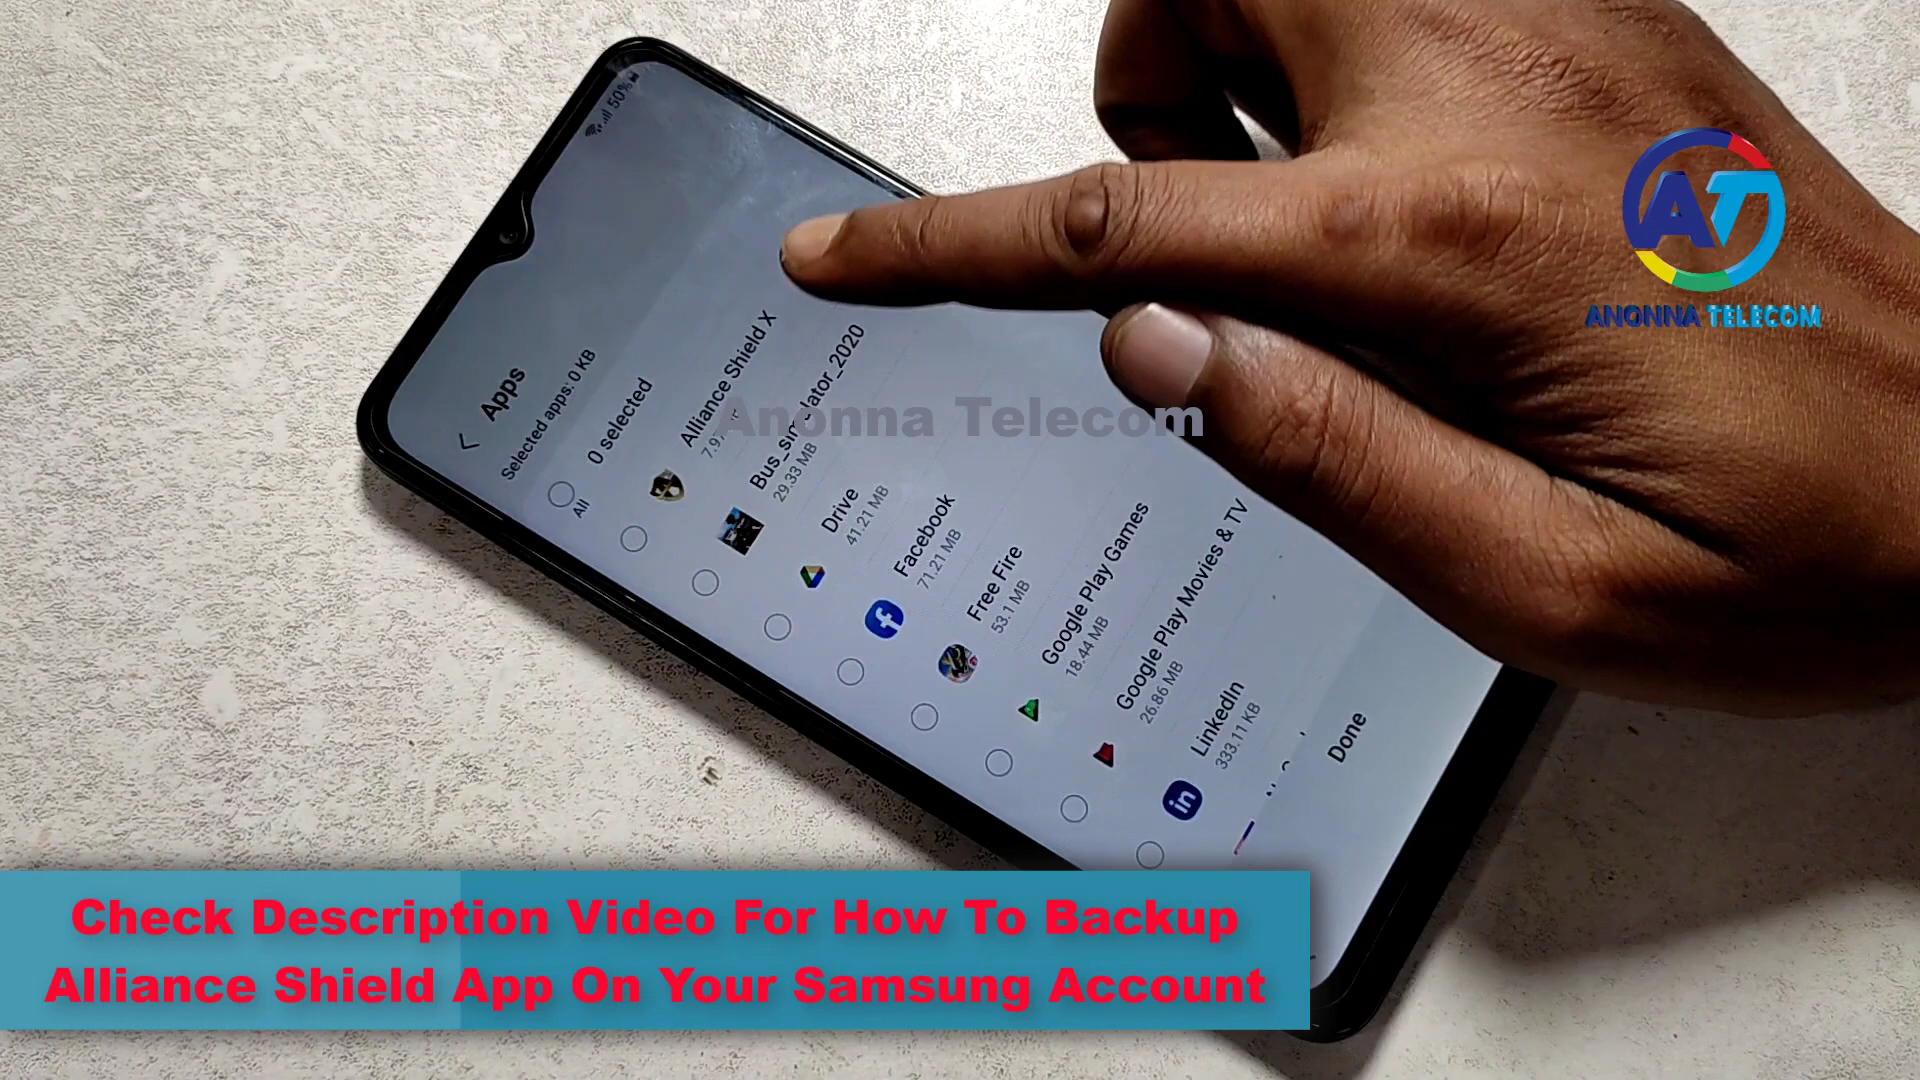 50%
Apps
Selected apps: 0 KB
All
0 selected
Alliance Shield X
Bus_simulator_2020
29.33 MB
Drive
41.21 MB
Facebook
71.21 MB
Free Fire
53.1 MB
Google Play Games
18.44 MB
Google Play Movies & TV
26.86 MB
LinkedIn
333.11 KB
Done
Anonna Telecom
AT
ANONNA TELECOM
Check Description Video For How To Backup
Alliance Shield App On Your Samsung Account